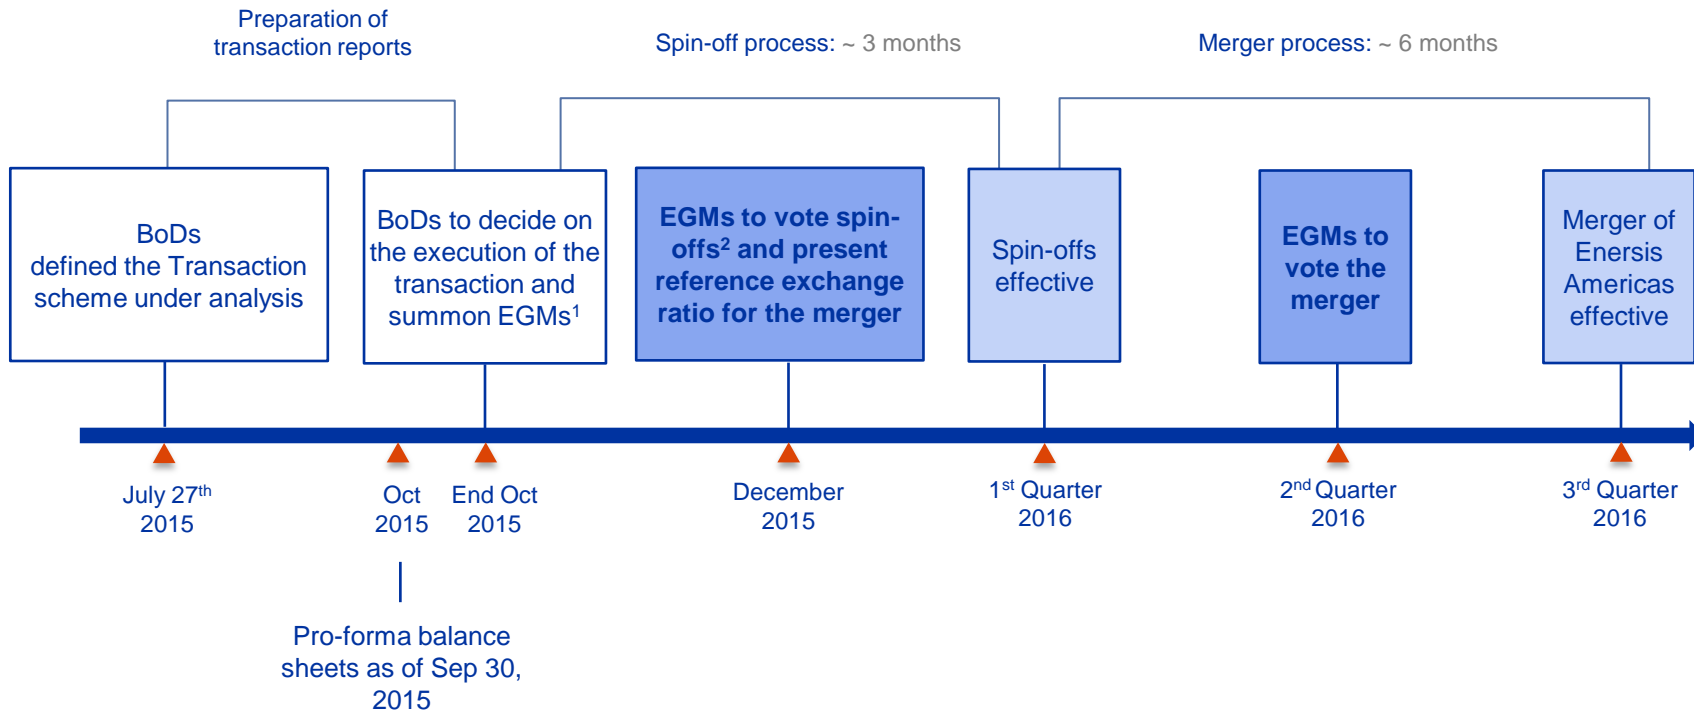 Preparation of
transaction reports
Spin-off process: ~ 3 months
Merger process: ~ 6 months
BoDs
defined the Transaction
scheme under analysis
BoDs to decide on
the execution of the
transaction and
summon EGMs¹
EGMs to vote spin-
offs² and present
reference exchange
ratio for the merger
Spin-offs
effective
EGMs to
vote the
merger
Merger of
Enersis
Americas
effective
July 27th
2015
Oct
2015
End Oct
2015
December
2015
1st Quarter
2016
2nd Quarter
2016
3rd Quarter
2016
Pro-forma balance
sheets as of Sep 30,
2015